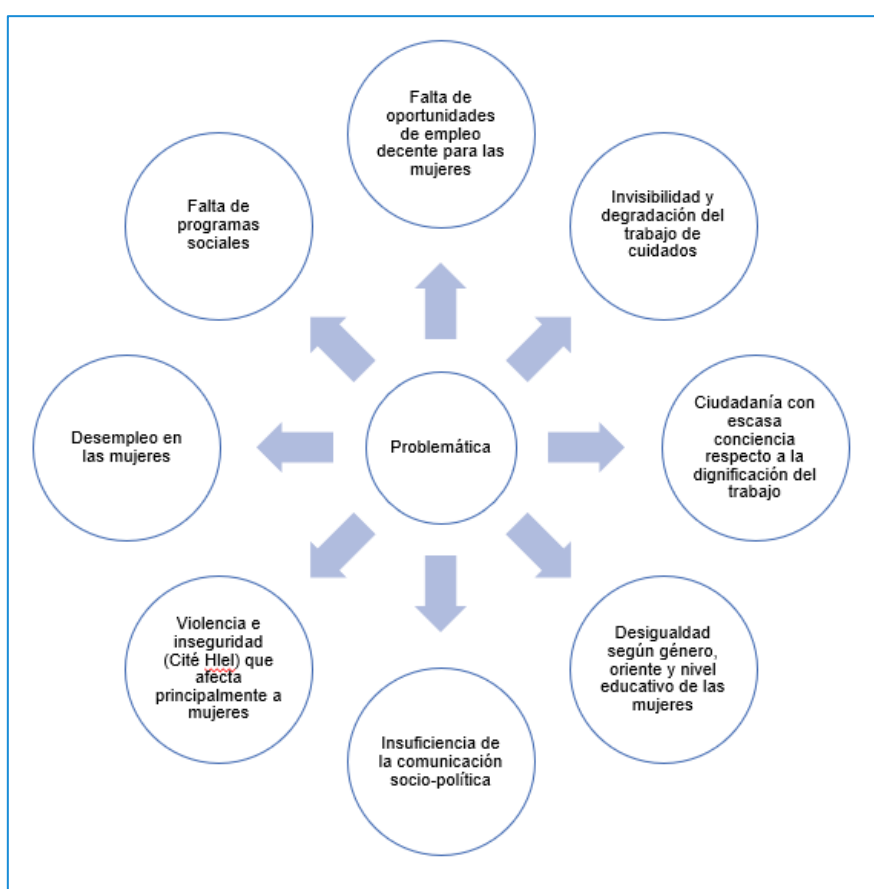 Falta de
oportunidades
de empleo
decente para las
mujeres
Invisibilidad y
degradación del
trabajo de
cuidados
Ciudadanía con
escasa
conciencia
respecto a la
dignificación del
trabajo
Desigualdad
según género,
oriente y nivel
educativo de las
mujeres
Insuficiencia de
la comunicación
socio-política
Violencia e
inseguridad
(Cité Hlel) que
afecta
principalmente a
mujeres
Desempleo en
las mujeres
Falta de
programas
sociales
Problemática